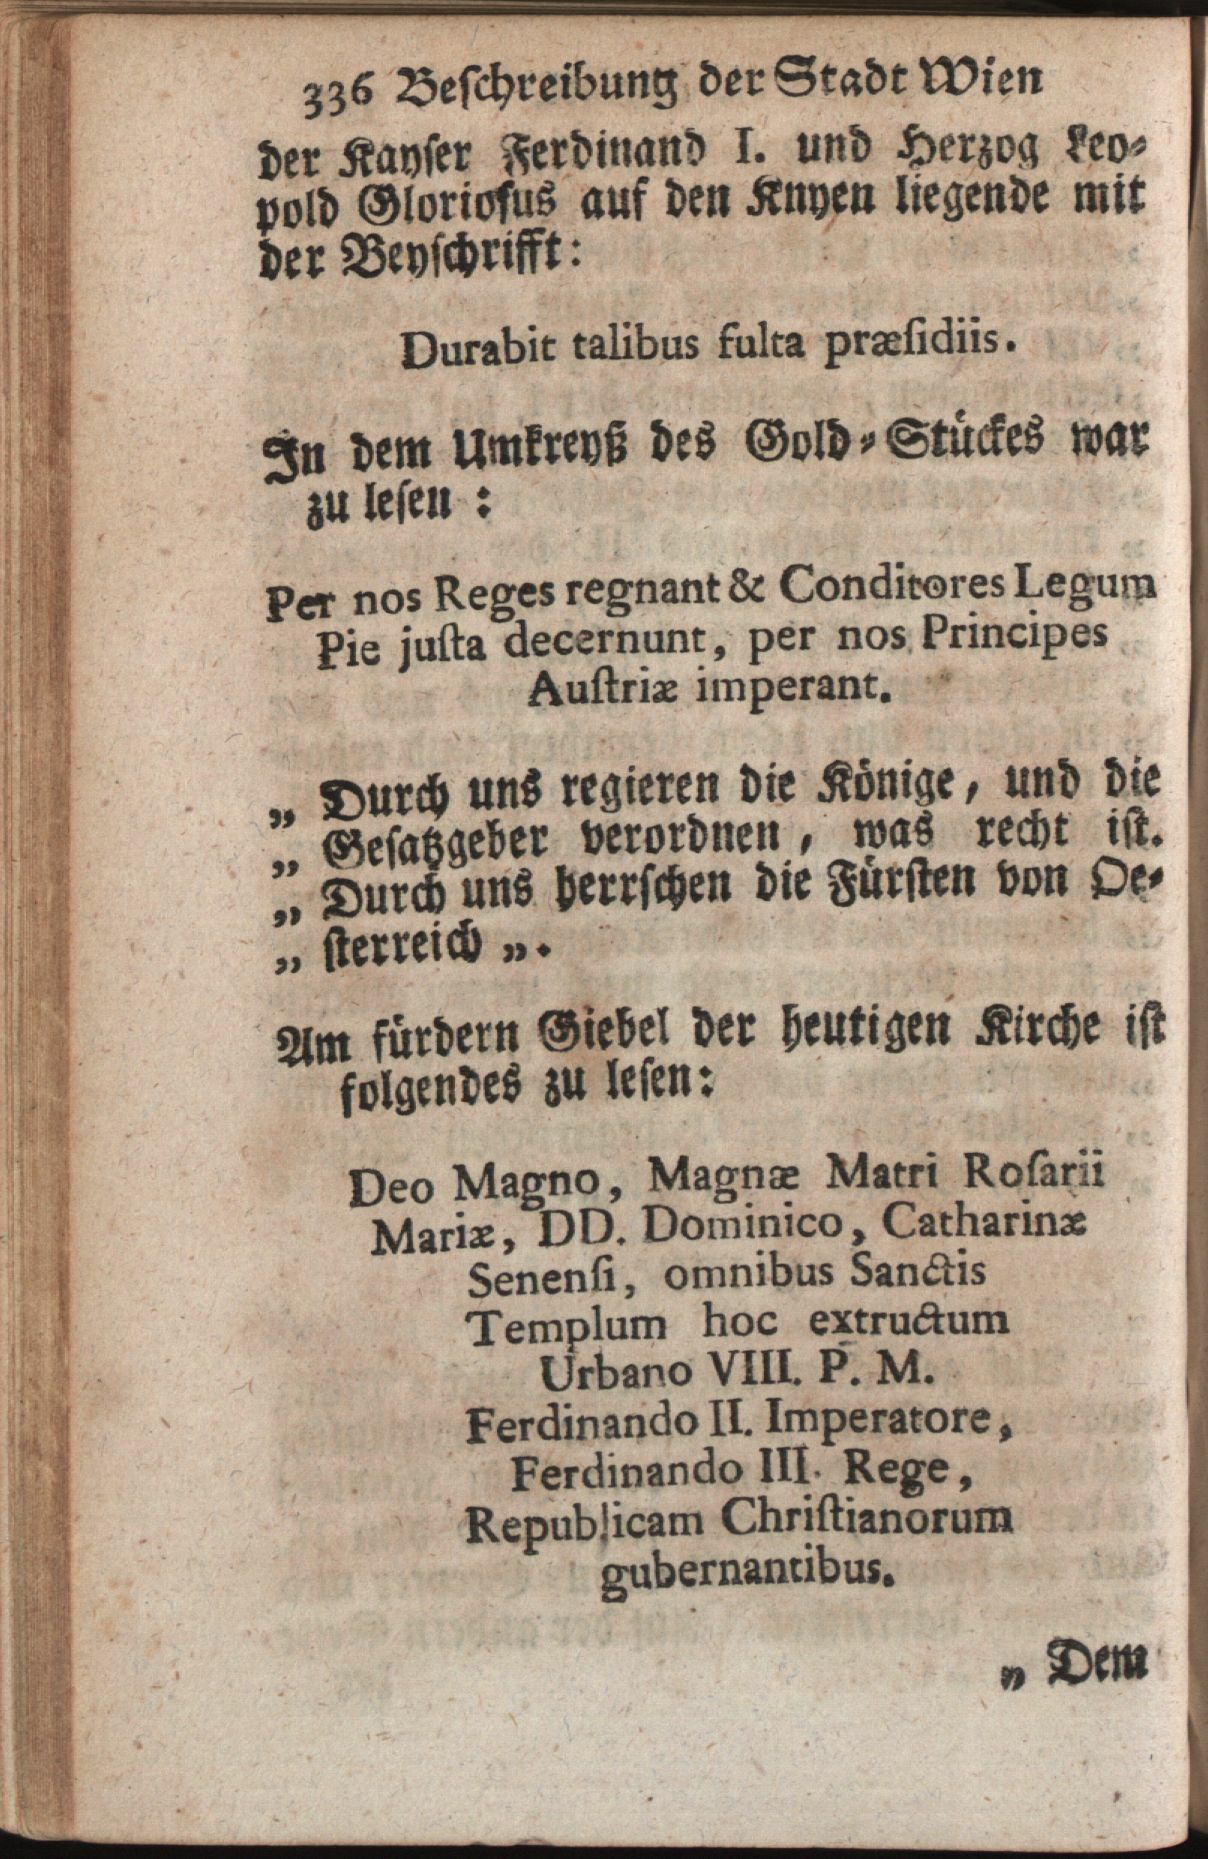 336 Beſchreibung der Stadt Wien
der Kayſer Ferdinand I. und Herzog Leo-
pold Glorioſus auf den Knyen liegende mit
der Beyſchrifft:
Durabit talibus fulta præſidiis.
In dem Umkreyß des Gold-Stückes war
zu leſen:
Per nos Reges regnant & Conditores Legum
Pie juſta decernunt, per nos Principes
Auſtriæ imperant.
„ Durch uns regieren die Könige, und die
„ Geſatzgeber verordnen, was recht iſt.
„ Durch uns herrſchen die Fürſten von Oe-
„ ſterreich „.
Am fürdern Giebel der heutigen Kirche iſt
folgendes zu leſen:
Deo Magno, Magnæ Matri Roſarii
Mariæ, DD. Dominico, Catharinæ
Senenſi, omnibus Sanctis
Templum hoc extructum
Urbano VIII. P. M.
Ferdinando II. Imperatore,
Ferdinando III. Rege,
Republicam Chriſtianorum
gubernantibus.
„ Dem